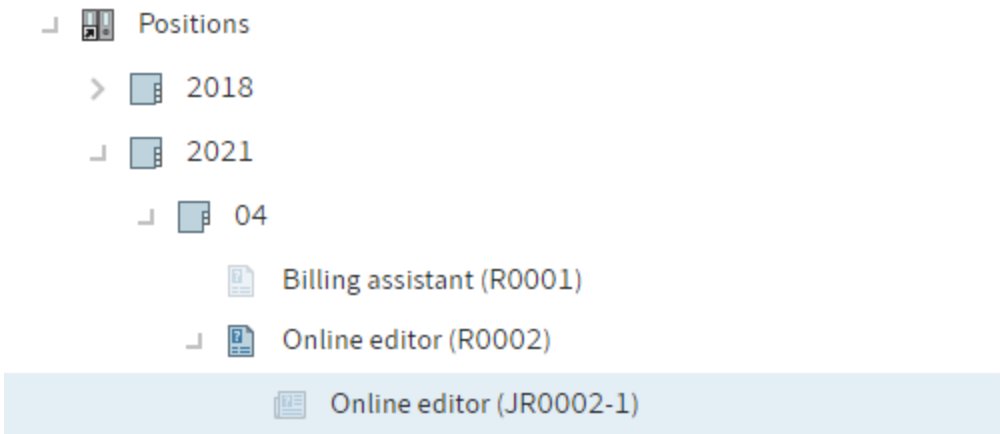 Positions
2018
2021
04
Billing assistant (R0001)
Online editor (R0002)
Online editor (JR0002-1)